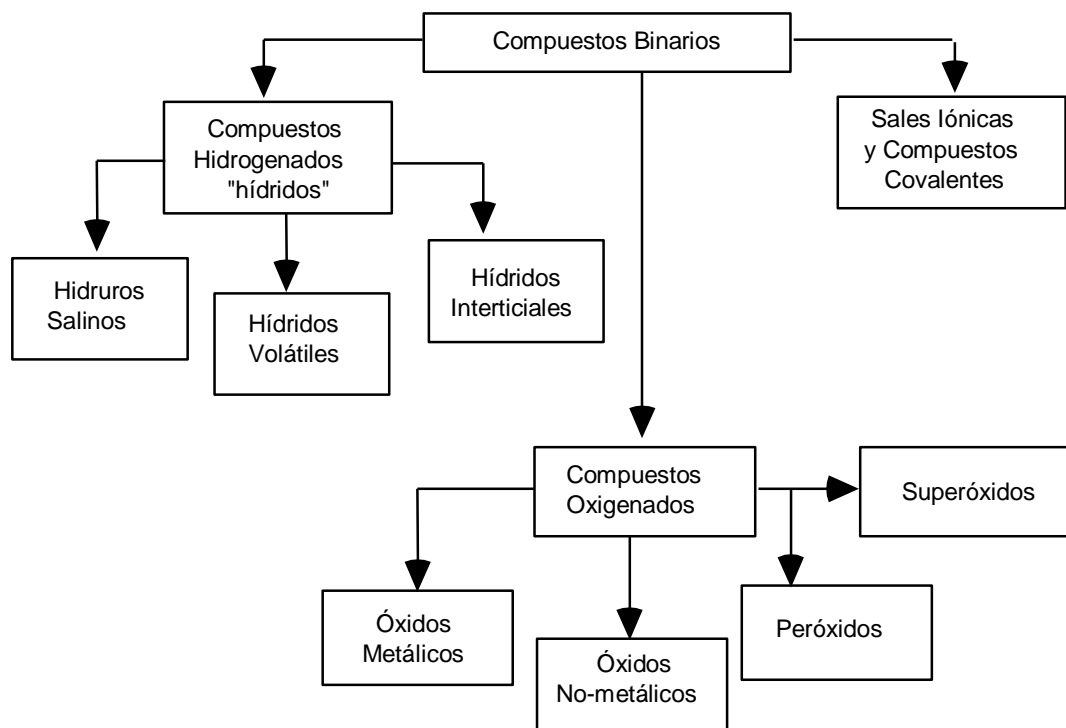 Compuestos Binarios
Compuestos
Hidrogenados
"hídridos"
Sales Iónicas
y Compuestos
Covalentes
Hidruros
Salinos
Hídridos
Volátiles
Hídridos
Interticiales
Compuestos
Oxigenados
Superóxidos
Óxidos
Metálicos
Óxidos
No-metálicos
Peróxidos